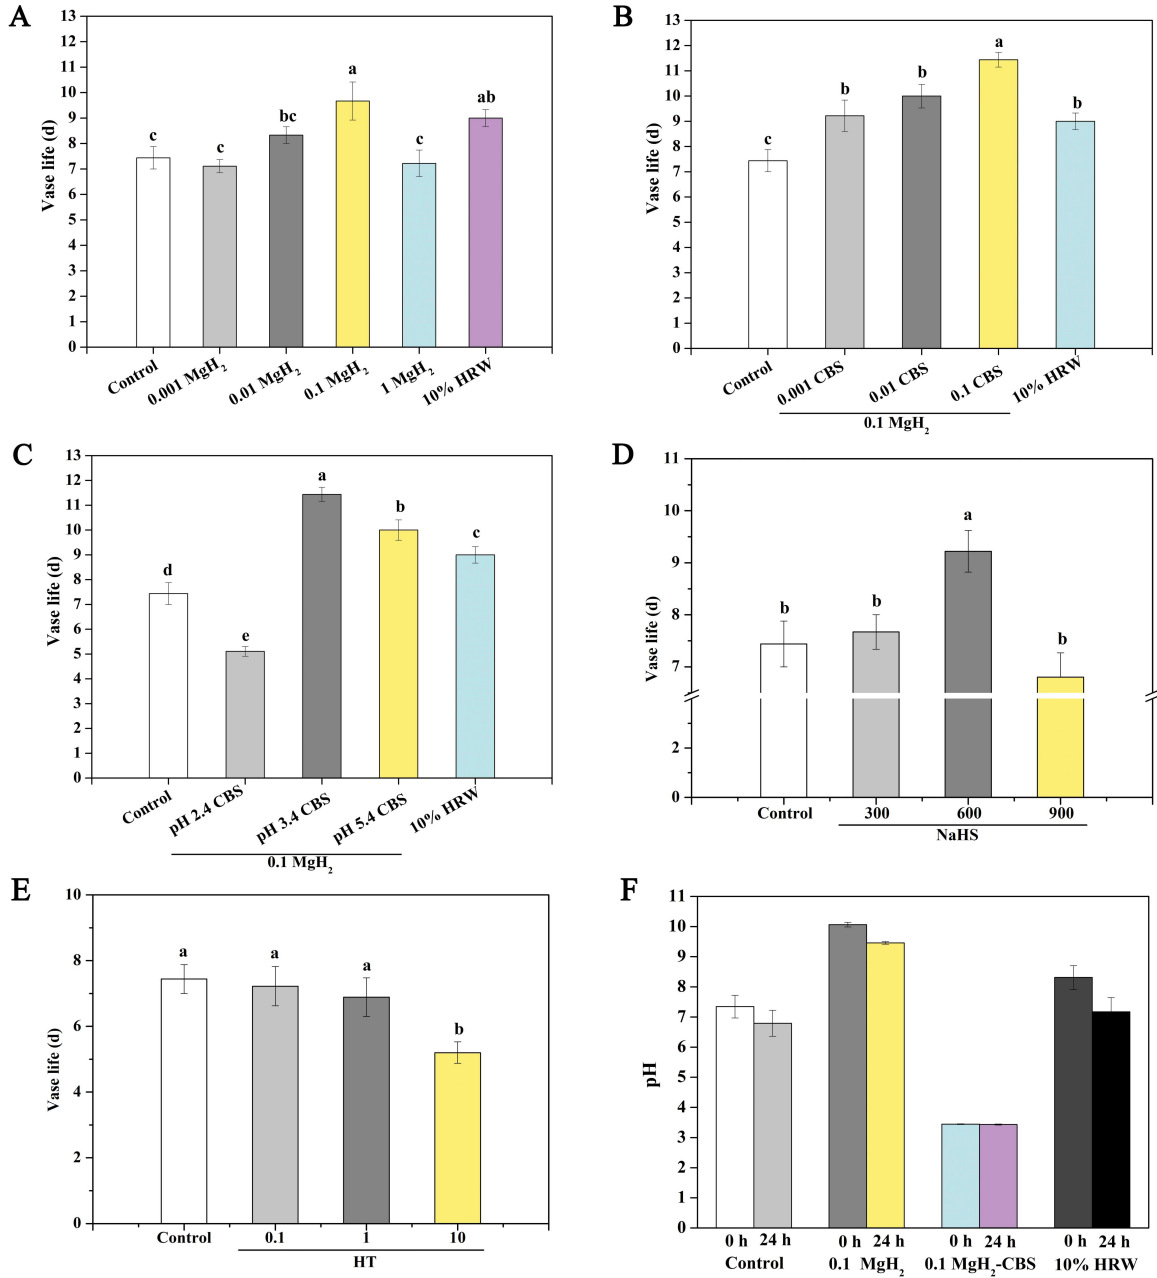 A
13
12
11
10
9
8
7
6
5
4
3
2
1
0
Vase life (d)
c
c
bc
a
c
ab
Control
0.001 MgH₂
0.01 MgH₂
0.1 MgH₂
1 MgH₂
10% HRW
B
13
12
11
10
9
8
7
6
5
4
3
2
1
0
Vase life (d)
c
b
b
a
b
Control
0.001 CBS
0.01 CBS
0.1 CBS
10% HRW
0.1 MgH₂
C
13
12
11
10
9
8
7
6
5
4
3
2
1
0
Vase life (d)
d
e
a
b
c
Control
pH 2.4 CBS
pH 3.4 CBS
pH 5.4 CBS
10% HRW
0.1 MgH₂
D
11
10
9
8
7
2
0
Vase life (d)
b
b
a
b
Control 300 600 900
NaHS
E
10
8
6
4
2
0
Vase life (d)
a
a
a
b
Control 0.1 1 10
HT
F
11
10
9
8
7
6
5
4
3
2
1
0
pH
0 h 24 h 0 h 24 h 0 h 24 h 0 h 24 h
Control 0.1 MgH₂ 0.1 MgH₂-CBS 10% HRW